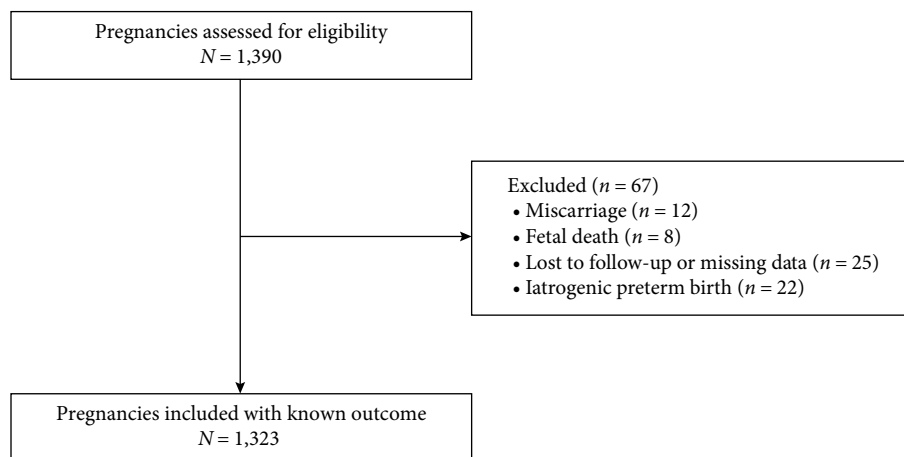 Pregnancies assessed for eligibility
N = 1,390
Excluded (n = 67)
• Miscarriage (n = 12)
• Fetal death (n = 8)
• Lost to follow-up or missing data (n = 25)
• Iatrogenic preterm birth (n = 22)
Pregnancies included with known outcome
N = 1,323